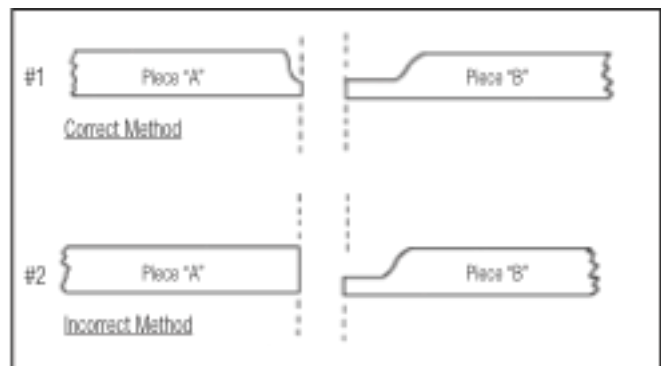 #1 Piece "A" Piece "B"
Correct Method
#2 Piece "A" Piece "B"
Incorrect Method